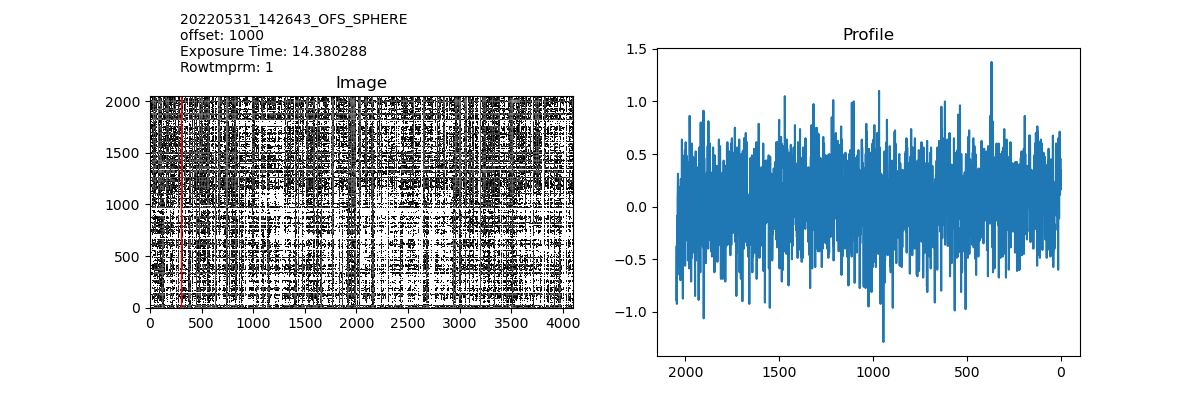 20220531_142643_OFS_SPHERE
offset: 1000
Exposure Time: 14.380288
Rowtmprm: 1
Image
2000
1500
1000
500
0
0 500 1000 1500 2000 2500 3000 3500 4000
Profile
1.5
1.0
0.5
0.0
−0.5
−1.0
2000 1500 1000 500 0